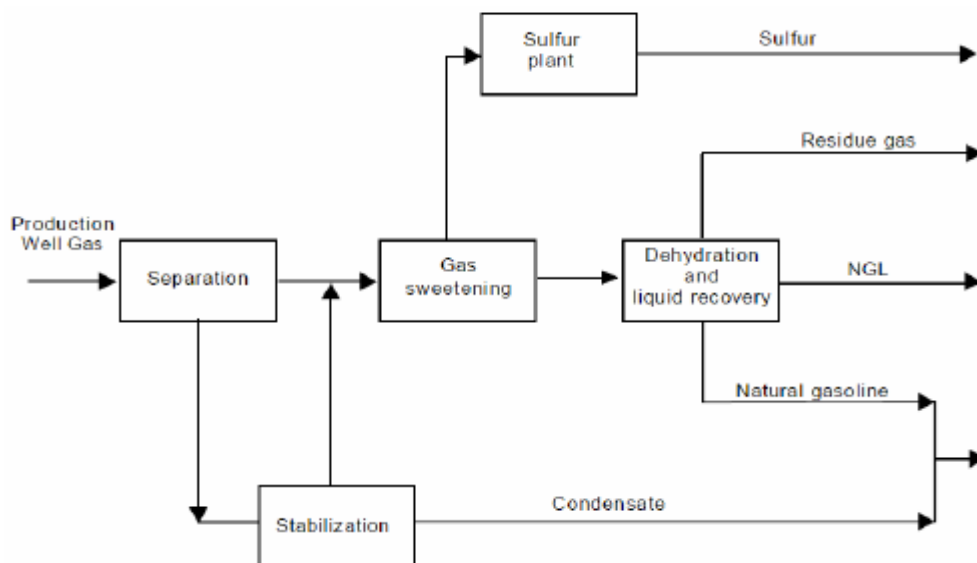 Sulfur
plant
Sulfur
Residue gas
Production
Well Gas
Separation
Gas
sweetening
Dehydration
and
liquid recovery
NGL
Natural gasoline
Condensate
Stabilization